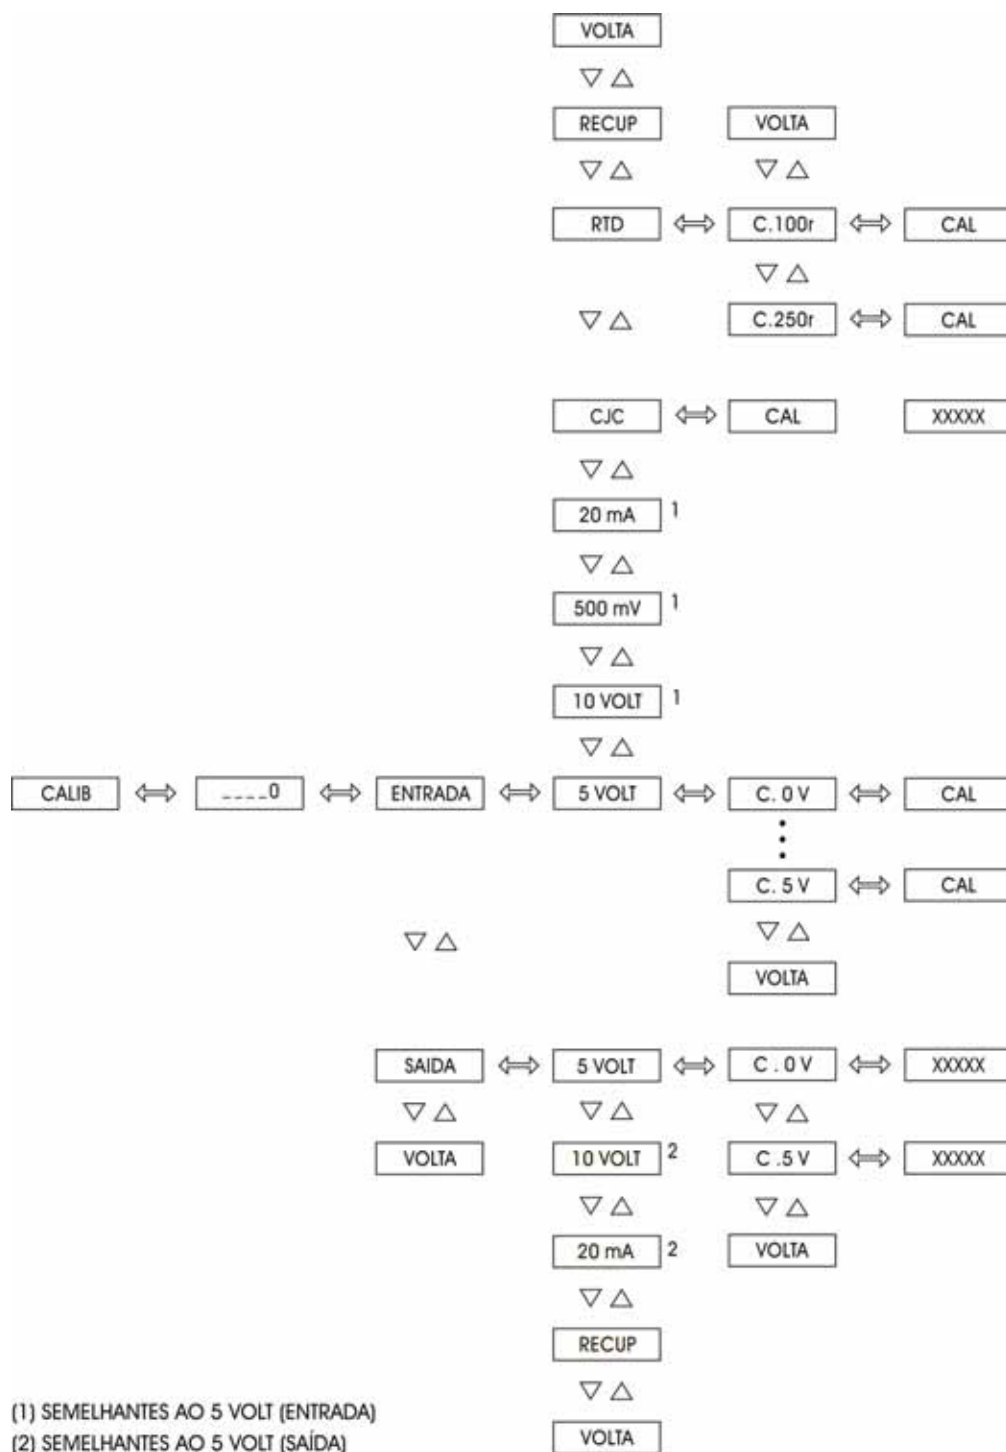 VOLTA
RECUP VOLTA
RTD C.100r CAL
C.250r CAL
CJC CAL XXXXX
20 mA 1
500 mV 1
10 VOLT 1
CALIB _ _ _ _0 ENTRADA 5 VOLT C. 0 V CAL
C. 5 V CAL
VOLTA
SAIDA 5 VOLT C . 0 V XXXXX
VOLTA 10 VOLT 2 C .5 V XXXXX
20 mA 2 VOLTA
RECUP
(1) SEMELHANTES AO 5 VOLT (ENTRADA)
(2) SEMELHANTES AO 5 VOLT (SAÍDA) VOLTA